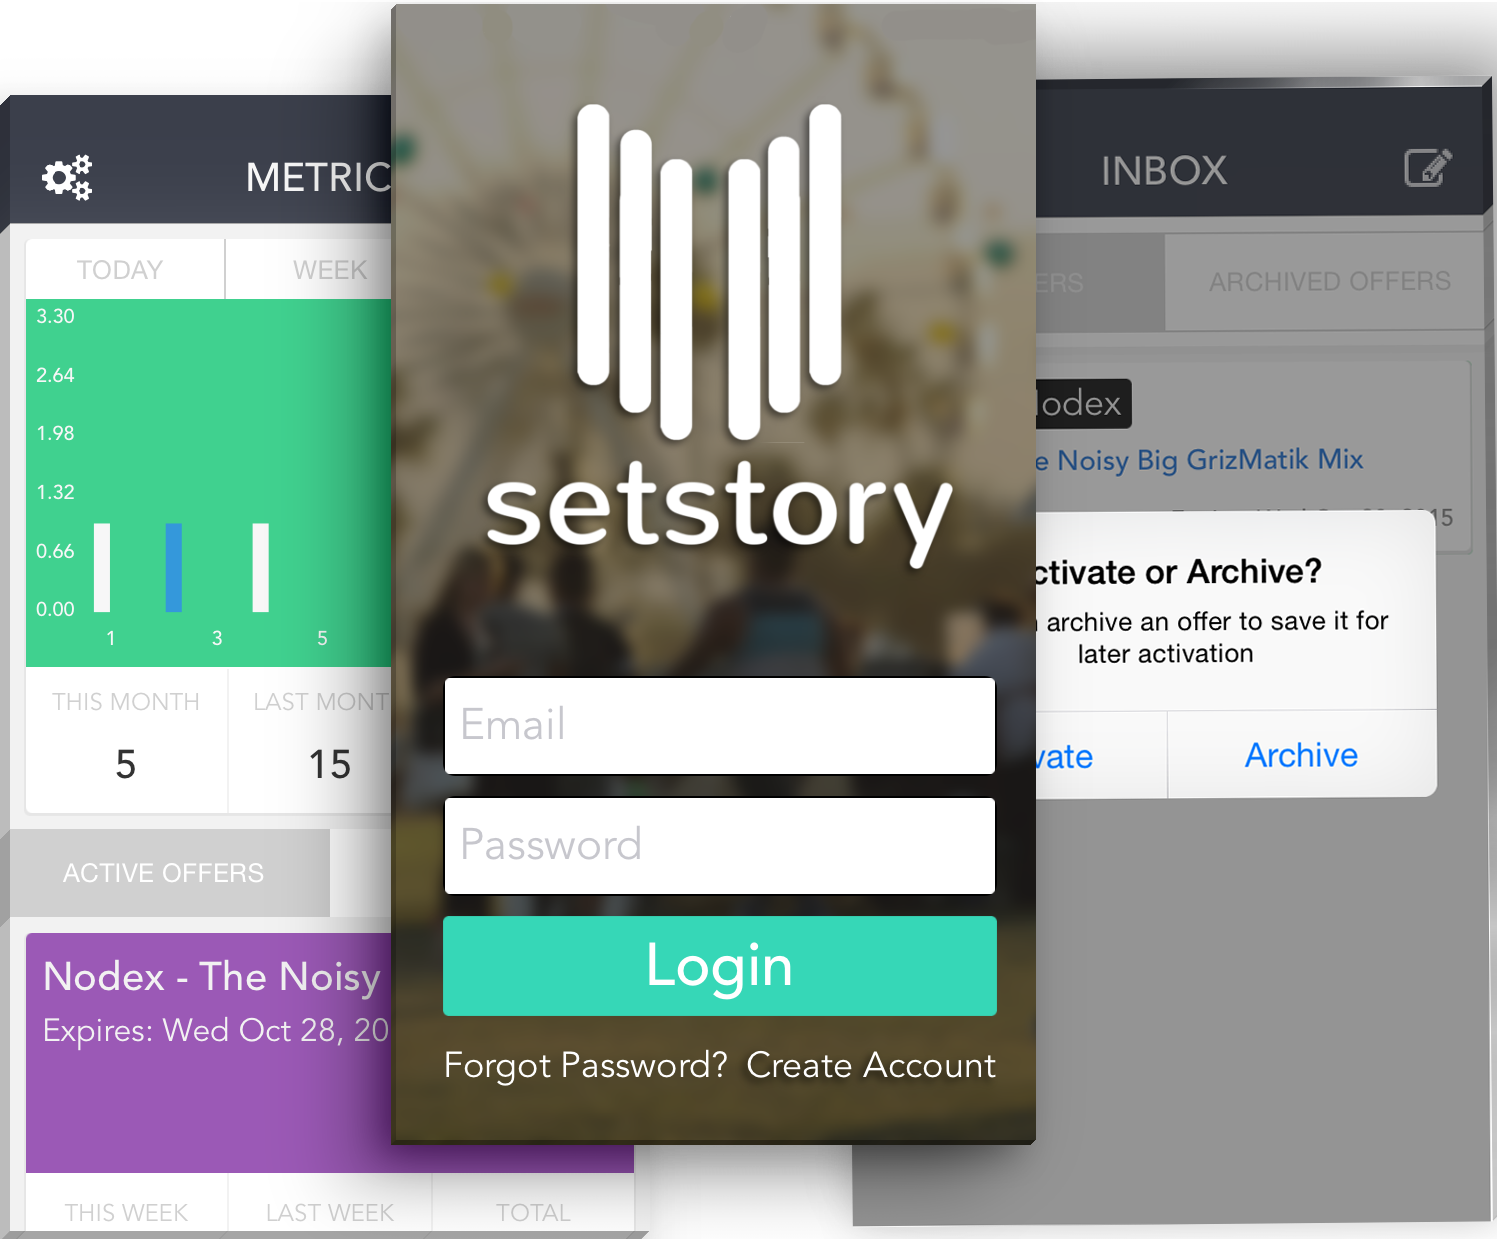 METRIC
TODAY
WEEK
3.30
2.64
1.98
1.32
0.66
0.00
1
3
5
THIS MONTH
LAST MONT
5
15
ACTIVE OFFERS
Nodex - The Noisy
Expires: Wed Oct 28, 20
THIS WEEK
LAST WEEK
TOTAL
setstory
Email
Password
Login
Forgot Password? Create Account
INBOX
ERS
ARCHIVED OFFERS
odex
e Noisy Big GrizMatik Mix
15
ctivate or Archive?
archive an offer to save it for
later activation
vate
Archive